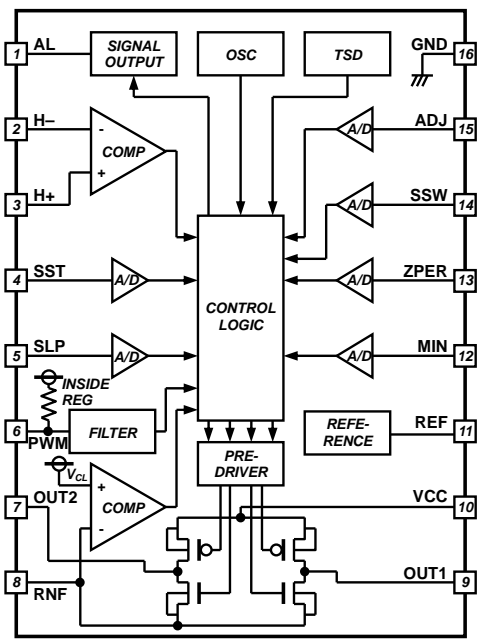 AL
SIGNAL
OUTPUT
OSC
TSD
GND
1
16
H–
-
COMP
A/D
ADJ
2
15
H+
+
A/D
SSW
3
14
SST
A/D
A/D
ZPER
4
13
CONTROL
LOGIC
SLP
A/D
A/D
MIN
5
12
INSIDE
REG
6
PWM
FILTER
REFE-
RENCE
REF
11
VCL
+
COMP
-
PRE-
DRIVER
OUT2
7
VCC
10
8
RNF
OUT1
9